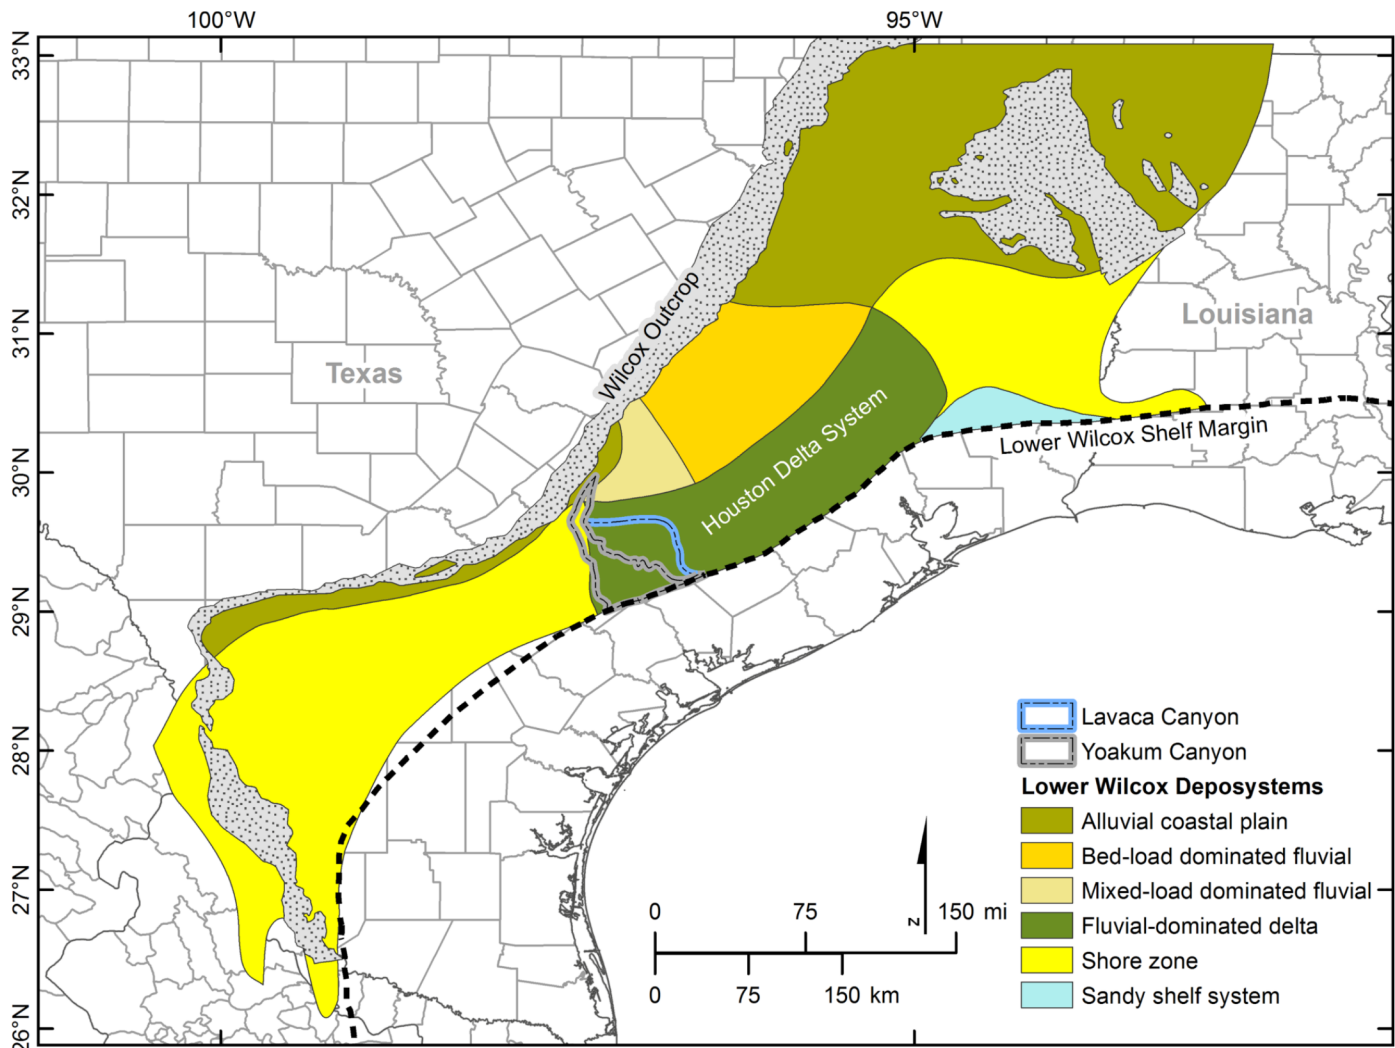 100°W 95°W
33°N
32°N
31°N
30°N
29°N
28°N
27°N
26°N
Wilcox Outcrop
Texas
Louisiana
Houston Delta System
Lower Wilcox Shelf Margin
Lavaca Canyon
Yoakum Canyon
Lower Wilcox Deposystems
Alluvial coastal plain
Bed-load dominated fluvial
Mixed-load dominated fluvial
Fluvial-dominated delta
Shore zone
Sandy shelf system
N
0 75 150 mi
0 75 150 km